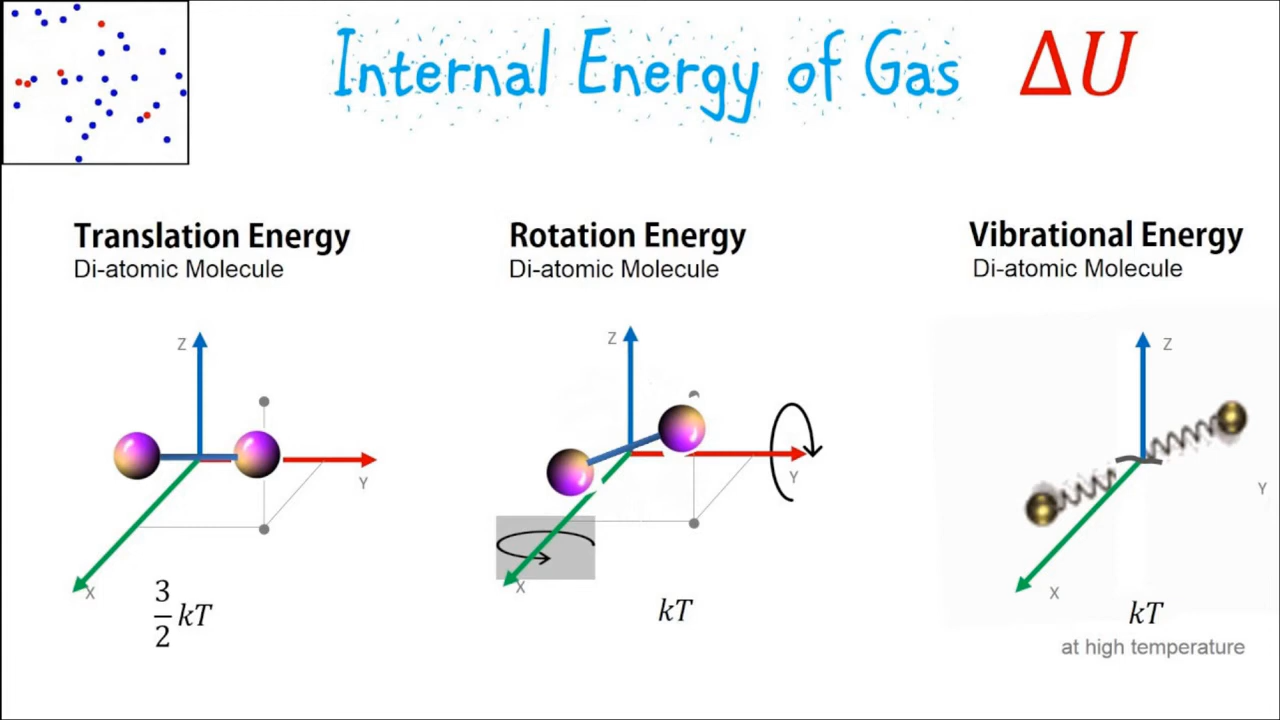 Internal Energy of Gas ΔU
Translation Energy
Di-atomic Molecule
Z
Y
X
3/2 kT
Rotation Energy
Di-atomic Molecule
Z
Y
X
kT
Vibrational Energy
Di-atomic Molecule
Z
Y
X
kT
at high temperature